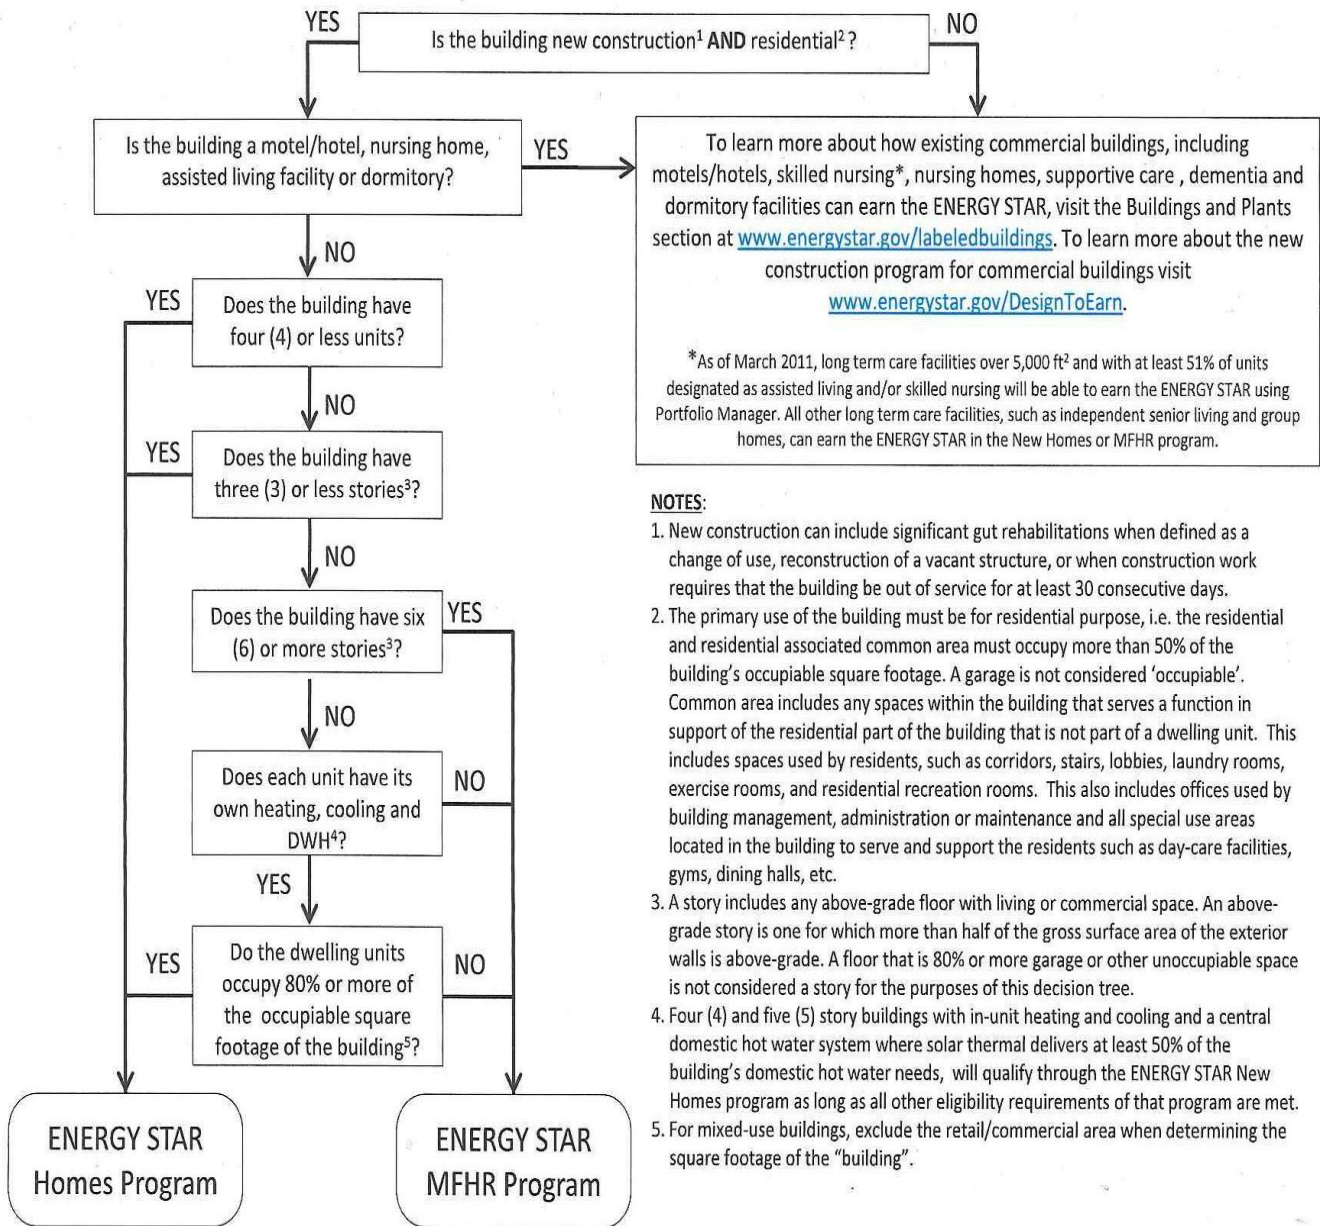 YES
Is the building new construction¹ AND residential² ?
NO
Is the building a motel/hotel, nursing home,
assisted living facility or dormitory?
YES
To learn more about how existing commercial buildings, including
motels/hotels, skilled nursing*, nursing homes, supportive care , dementia and
dormitory facilities can earn the ENERGY STAR, visit the Buildings and Plants
section at www.energystar.gov/labeledbuildings. To learn more about the new
construction program for commercial buildings visit
www.energystar.gov/DesignToEarn.
*As of March 2011, long term care facilities over 5,000 ft² and with at least 51% of units
designated as assisted living and/or skilled nursing will be able to earn the ENERGY STAR using
Portfolio Manager. All other long term care facilities, such as independent senior living and group
homes, can earn the ENERGY STAR in the New Homes or MFHR program.
NO
YES
Does the building have
four (4) or less units?
NO
YES
Does the building have
three (3) or less stories³?
NO
Does the building have six
(6) or more stories³?
YES
NO
Does each unit have its
own heating, cooling and
DWH⁴?
NO
YES
YES
Do the dwelling units
occupy 80% or more of
the occupiable square
footage of the building⁵?
NO
ENERGY STAR
Homes Program
ENERGY STAR
MFHR Program
NOTES:
1. New construction can include significant gut rehabilitations when defined as a
change of use, reconstruction of a vacant structure, or when construction work
requires that the building be out of service for at least 30 consecutive days.
2. The primary use of the building must be for residential purpose, i.e. the residential
and residential associated common area must occupy more than 50% of the
building's occupiable square footage. A garage is not considered 'occupiable'.
Common area includes any spaces within the building that serves a function in
support of the residential part of the building that is not part of a dwelling unit. This
includes spaces used by residents, such as corridors, stairs, lobbies, laundry rooms,
exercise rooms, and residential recreation rooms. This also includes offices used by
building management, administration or maintenance and all special use areas
located in the building to serve and support the residents such as day-care facilities,
gyms, dining halls, etc.
3. A story includes any above-grade floor with living or commercial space. An above-
grade story is one for which more than half of the gross surface area of the exterior
walls is above-grade. A floor that is 80% or more garage or other unoccupiable space
is not considered a story for the purposes of this decision tree.
4. Four (4) and five (5) story buildings with in-unit heating and cooling and a central
domestic hot water system where solar thermal delivers at least 50% of the
building's domestic hot water needs, will qualify through the ENERGY STAR New
Homes program as long as all other eligibility requirements of that program are met.
5. For mixed-use buildings, exclude the retail/commercial area when determining the
square footage of the "building".